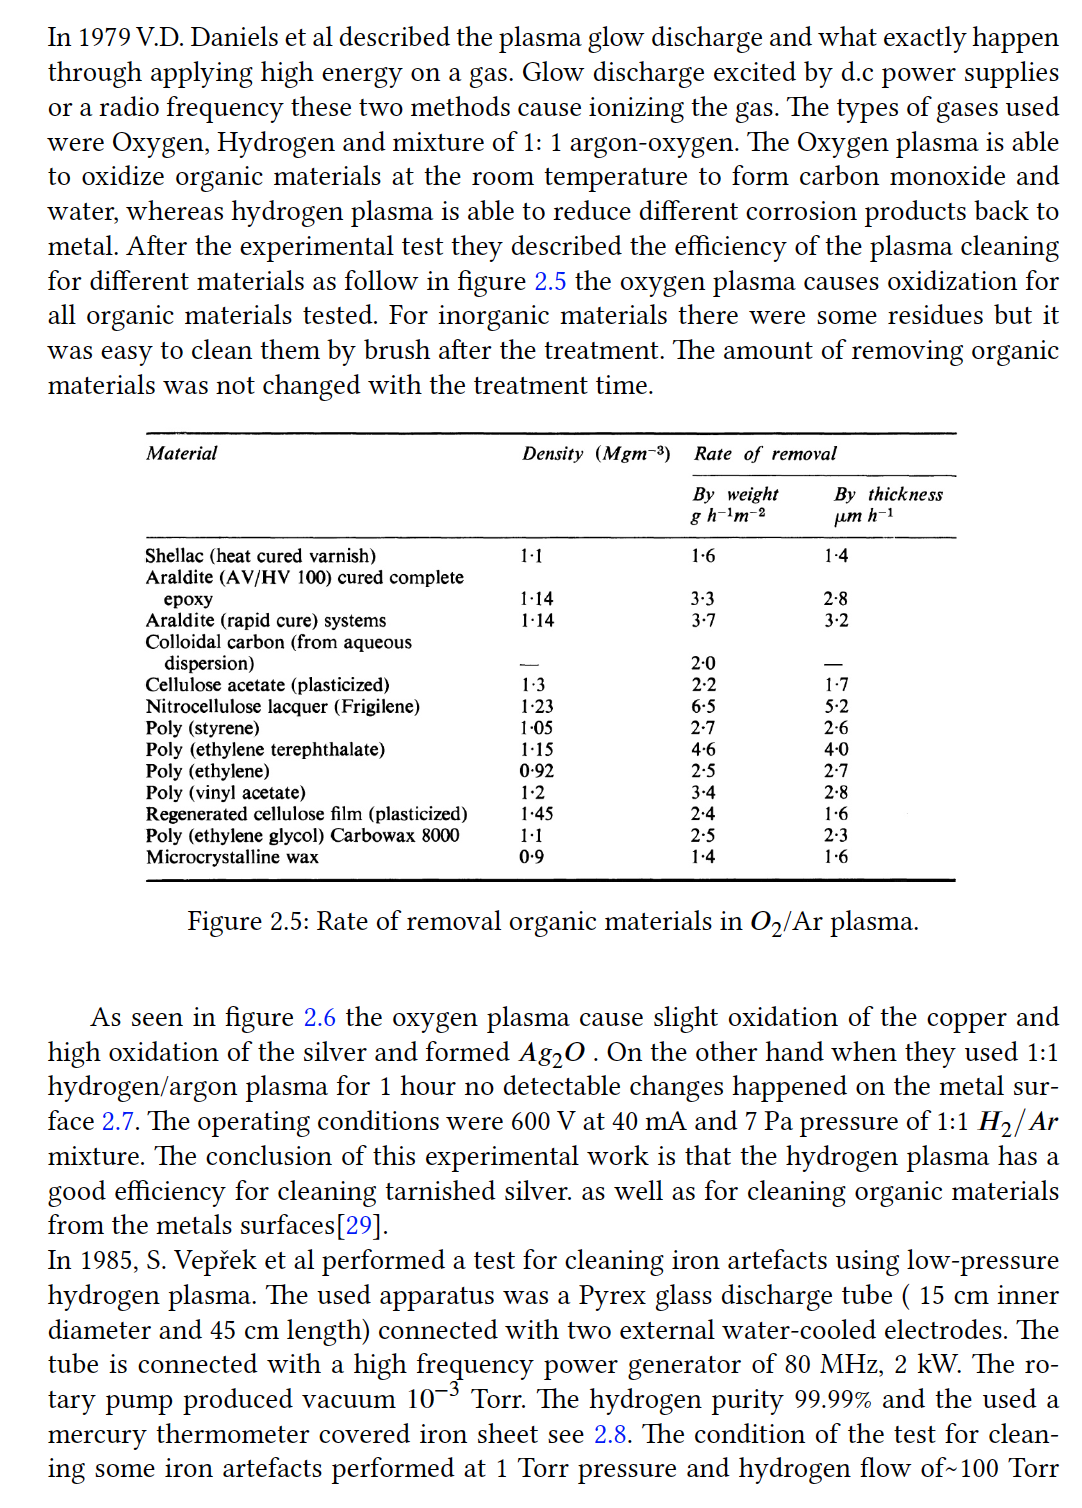 In 1979 V.D. Daniels et al described the plasma glow discharge and what exactly happen
through applying high energy on a gas. Glow discharge excited by d.c power supplies
or a radio frequency these two methods cause ionizing the gas. The types of gases used
were Oxygen, Hydrogen and mixture of 1: 1 argon-oxygen. The Oxygen plasma is able
to oxidize organic materials at the room temperature to form carbon monoxide and
water, whereas hydrogen plasma is able to reduce different corrosion products back to
metal. After the experimental test they described the efficiency of the plasma cleaning
for different materials as follow in figure 2.5 the oxygen plasma causes oxidization for
all organic materials tested. For inorganic materials there were some residues but it
was easy to clean them by brush after the treatment. The amount of removing organic
materials was not changed with the treatment time.
Material Density (Mgm⁻³) Rate of removal
By weight By thickness
g h⁻¹m⁻² μm h⁻¹
Shellac (heat cured varnish) 1·1 1·6 1·4
Araldite (AV/HV 100) cured complete
epoxy 1·14 3·3 2·8
Araldite (rapid cure) systems 1·14 3·7 3·2
Colloidal carbon (from aqueous
dispersion) — 2·0 —
Cellulose acetate (plasticized) 1·3 2·2 1·7
Nitrocellulose lacquer (Frigilene) 1·23 6·5 5·2
Poly (styrene) 1·05 2·7 2·6
Poly (ethylene terephthalate) 1·15 4·6 4·0
Poly (ethylene) 0·92 2·5 2·7
Poly (vinyl acetate) 1·2 3·4 2·8
Regenerated cellulose film (plasticized) 1·45 2·4 1·6
Poly (ethylene glycol) Carbowax 8000 1·1 2·5 2·3
Microcrystalline wax 0·9 1·4 1·6
Figure 2.5: Rate of removal organic materials in O₂/Ar plasma.
As seen in figure 2.6 the oxygen plasma cause slight oxidation of the copper and
high oxidation of the silver and formed Ag₂O . On the other hand when they used 1:1
hydrogen/argon plasma for 1 hour no detectable changes happened on the metal sur-
face 2.7. The operating conditions were 600 V at 40 mA and 7 Pa pressure of 1:1 H₂/Ar
mixture. The conclusion of this experimental work is that the hydrogen plasma has a
good efficiency for cleaning tarnished silver. as well as for cleaning organic materials
from the metals surfaces[29].
In 1985, S. Vepřek et al performed a test for cleaning iron artefacts using low-pressure
hydrogen plasma. The used apparatus was a Pyrex glass discharge tube ( 15 cm inner
diameter and 45 cm length) connected with two external water-cooled electrodes. The
tube is connected with a high frequency power generator of 80 MHz, 2 kW. The ro-
tary pump produced vacuum 10⁻³ Torr. The hydrogen purity 99.99% and the used a
mercury thermometer covered iron sheet see 2.8. The condition of the test for clean-
ing some iron artefacts performed at 1 Torr pressure and hydrogen flow of~100 Torr